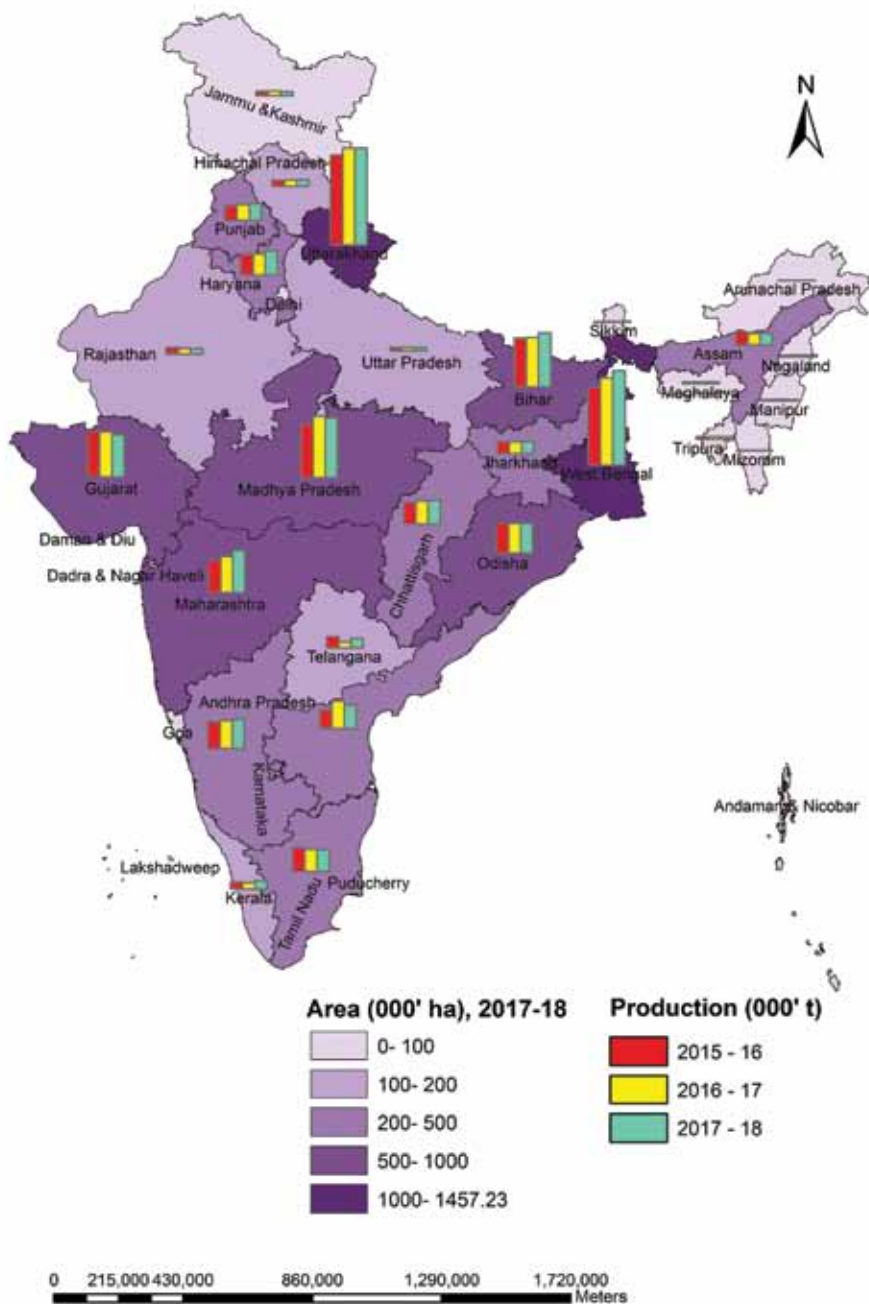 N
Jammu &Kashmir
Himachal Pradesh
Punjab
Uttarakhand
Haryana
Delhi
Arunachal Pradesh
Sikkim
Rajasthan
Uttar Pradesh
Assam
Nagaland
Bihar
Meghalaya
Manipur
Jharkhand
Tripura
Mizoram
West Bengal
Gujarat
Madhya Pradesh
Daman & Diu
Odisha
Dadra & Nagar Haveli
Maharashtra
Chhattisgarh
Telangana
Andhra Pradesh
Goa
Karnataka
Andaman & Nicobar
Lakshadweep
Kerala
Tamil Nadu
Puducherry
Area (000' ha), 2017-18
0- 100
100- 200
200- 500
500- 1000
1000- 1457.23
Production (000' t)
2015 - 16
2016 - 17
2017 - 18
0 215,000 430,000 860,000 1,290,000 1,720,000
Meters